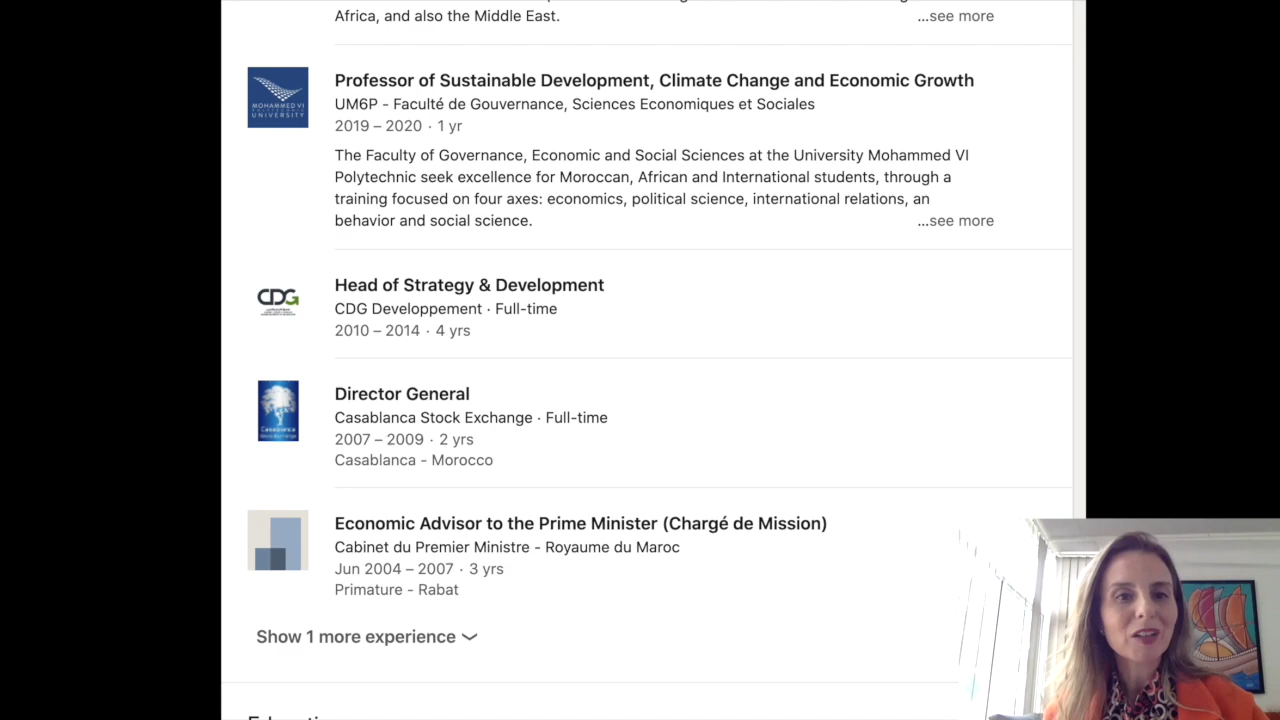 Africa, and also the Middle East.
...see more
MOHAMMED VI
POLYTECHNIC
UNIVERSITY
Professor of Sustainable Development, Climate Change and Economic Growth
UM6P - Faculté de Gouvernance, Sciences Economiques et Sociales
2019 – 2020 · 1 yr
The Faculty of Governance, Economic and Social Sciences at the University Mohammed VI
Polytechnic seek excellence for Moroccan, African and International students, through a
training focused on four axes: economics, political science, international relations, an
behavior and social science.
...see more
CDG
Head of Strategy & Development
CDG Developpement · Full-time
2010 – 2014 · 4 yrs
Casablanca
Director General
Casablanca Stock Exchange · Full-time
2007 – 2009 · 2 yrs
Casablanca - Morocco
Economic Advisor to the Prime Minister (Chargé de Mission)
Cabinet du Premier Ministre - Royaume du Maroc
Jun 2004 – 2007 · 3 yrs
Primature - Rabat
Show 1 more experience